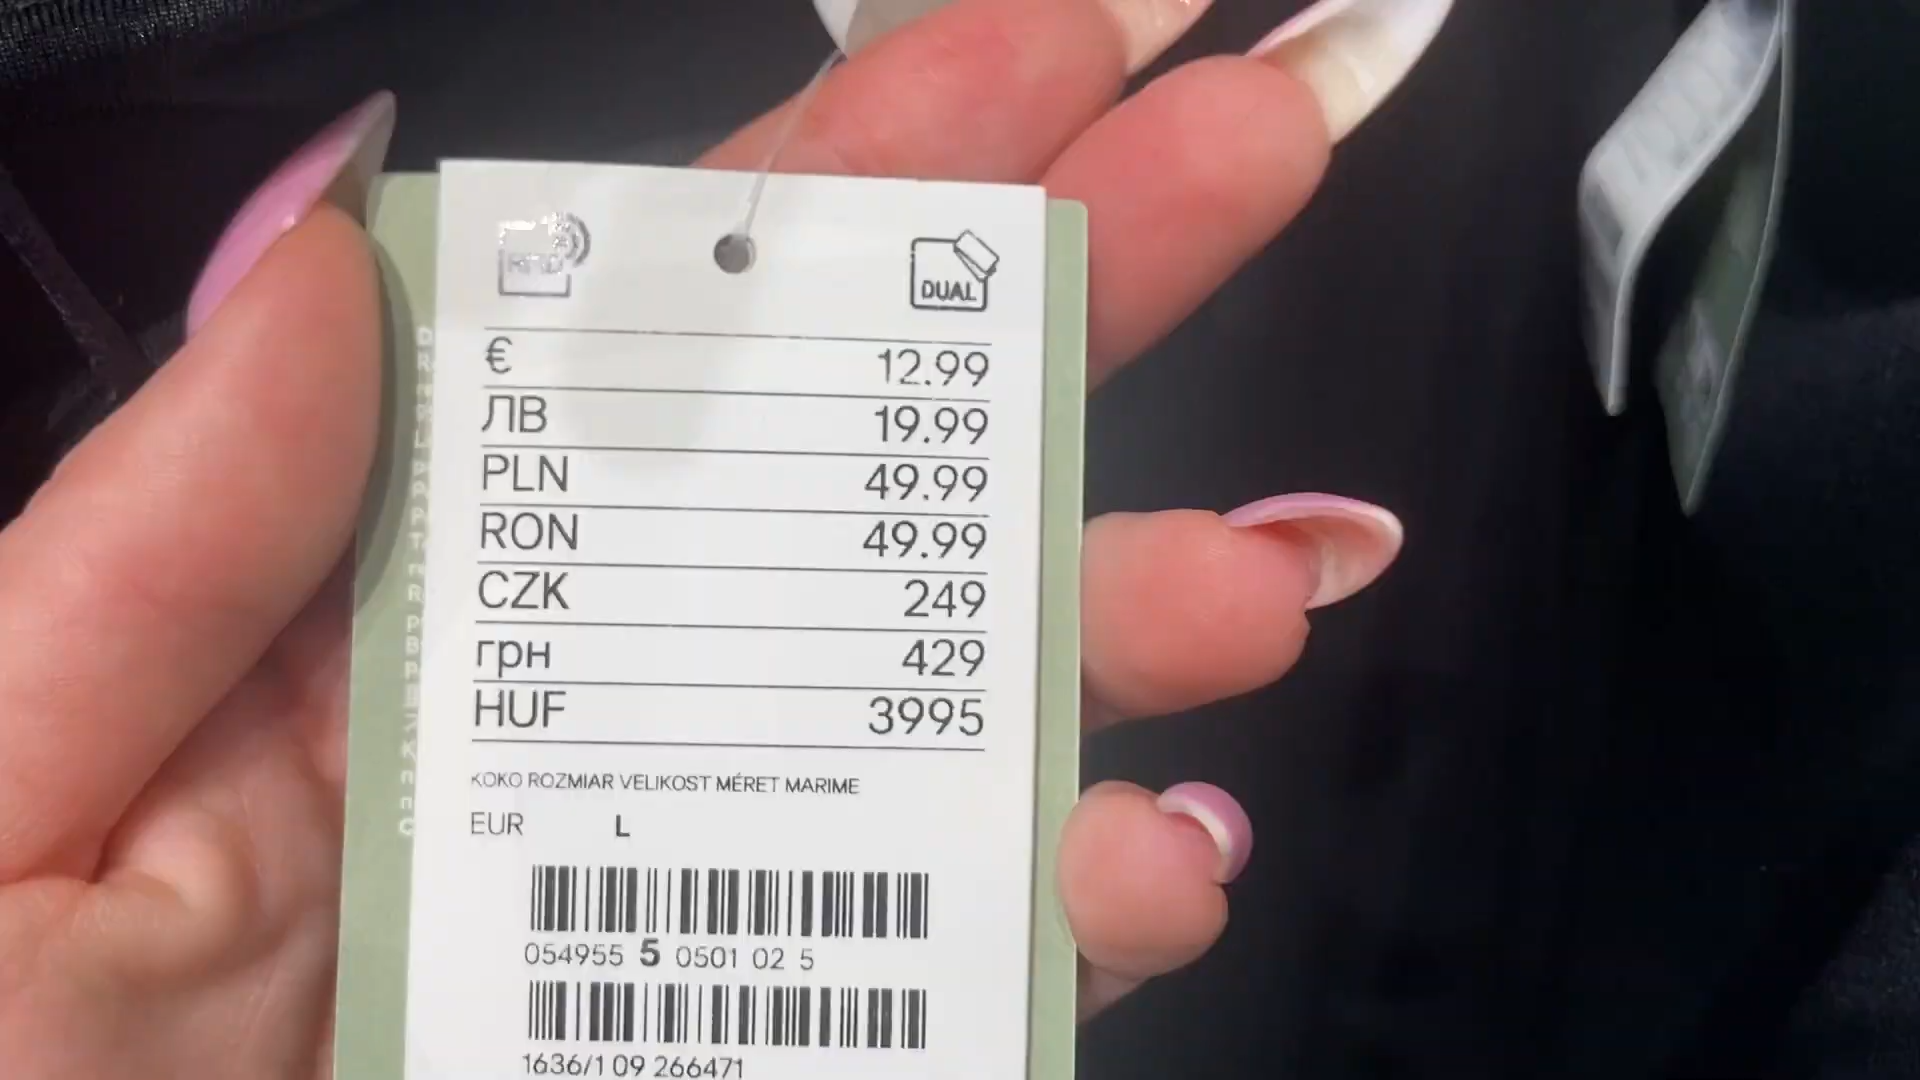 RFID
DUAL
€ 12.99
ЛВ 19.99
PLN 49.99
RON 49.99
CZK 249
грн 429
HUF 3995
KOKO ROZMIAR VELIKOST MÉRET MARIME
EUR L
054955 5 0501 02 5
1636/1 09 266471